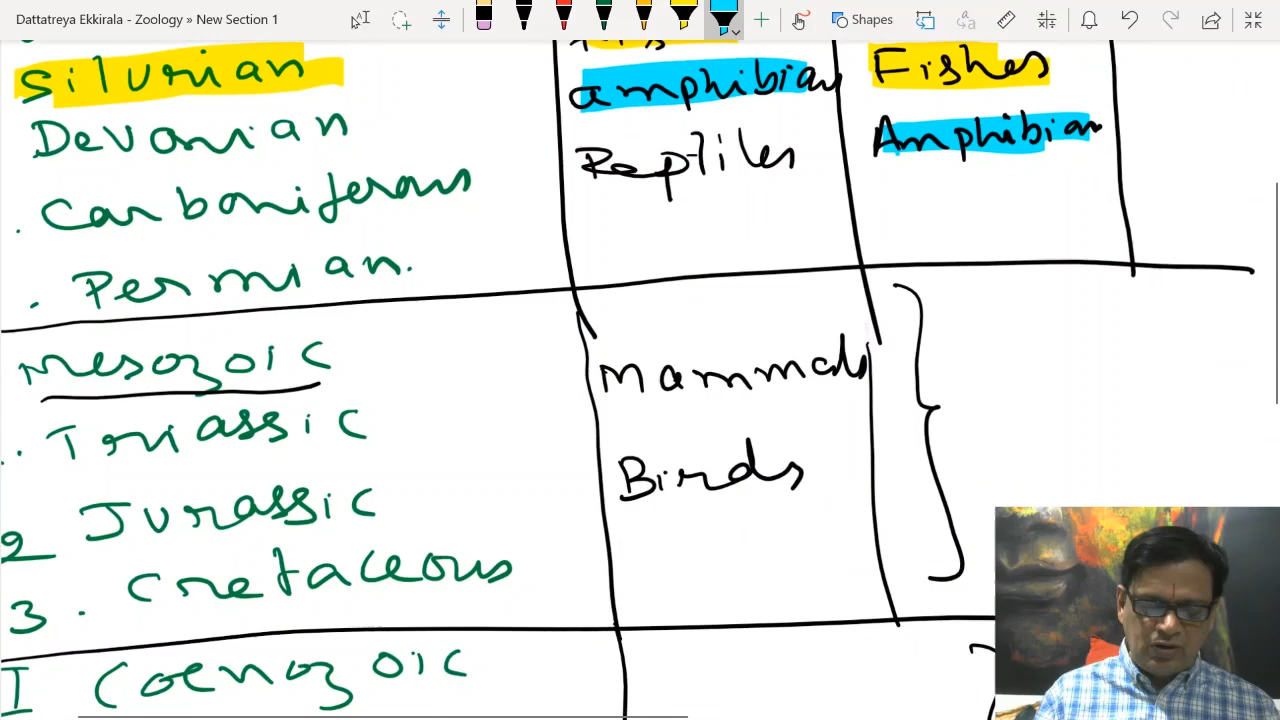 Dattatreya Ekkirala - Zoology » New Section 1
Shapes
Silurian
Devonian
. Carboniferous
. Permian.
amphibian
Reptiles
Fishes
Amphibian
Mesozoic
. Triassic
2 Jurassic
3. Cretaceous
Mammals
Birds
I Coenozoic